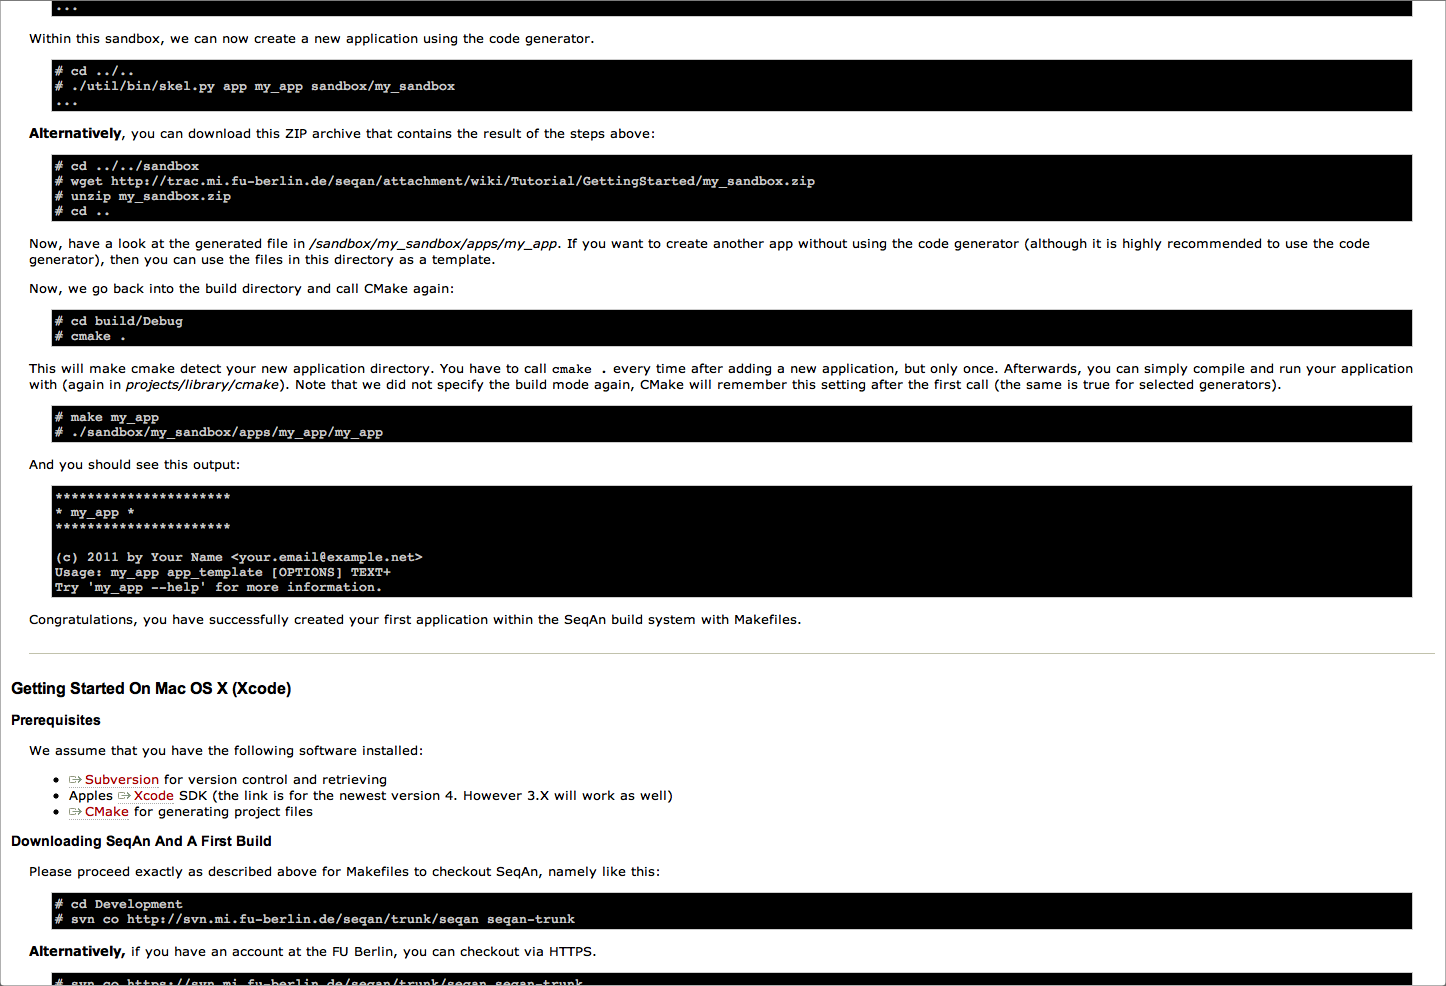 ...
Within this sandbox, we can now create a new application using the code generator.
# cd ../..
# ./util/bin/skel.py app my_app sandbox/my_sandbox
...
Alternatively, you can download this ZIP archive that contains the result of the steps above:
# cd ../../sandbox
# wget http://trac.mi.fu-berlin.de/seqan/attachment/wiki/Tutorial/GettingStarted/my_sandbox.zip
# unzip my_sandbox.zip
# cd ..
Now, have a look at the generated file in /sandbox/my_sandbox/apps/my_app. If you want to create another app without using the code generator (although it is highly recommended to use the code
generator), then you can use the files in this directory as a template.
Now, we go back into the build directory and call CMake again:
# cd build/Debug
# cmake .
This will make cmake detect your new application directory. You have to call cmake . every time after adding a new application, but only once. Afterwards, you can simply compile and run your application
with (again in projects/library/cmake). Note that we did not specify the build mode again, CMake will remember this setting after the first call (the same is true for selected generators).
# make my_app
# ./sandbox/my_sandbox/apps/my_app/my_app
And you should see this output:
**********************
* my_app *
**********************
(c) 2011 by Your Name <your.email@example.net>
Usage: my_app app_template [OPTIONS] TEXT+
Try 'my_app --help' for more information.
Congratulations, you have successfully created your first application within the SeqAn build system with Makefiles.
Getting Started On Mac OS X (Xcode)
Prerequisites
We assume that you have the following software installed:
• Subversion for version control and retrieving
• Apples Xcode SDK (the link is for the newest version 4. However 3.X will work as well)
• CMake for generating project files
Downloading SeqAn And A First Build
Please proceed exactly as described above for Makefiles to checkout SeqAn, namely like this:
# cd Development
# svn co http://svn.mi.fu-berlin.de/seqan/trunk/seqan seqan-trunk
Alternatively, if you have an account at the FU Berlin, you can checkout via HTTPS.
# svn co https://svn.mi.fu-berlin.de/seqan/trunk/seqan seqan-trunk